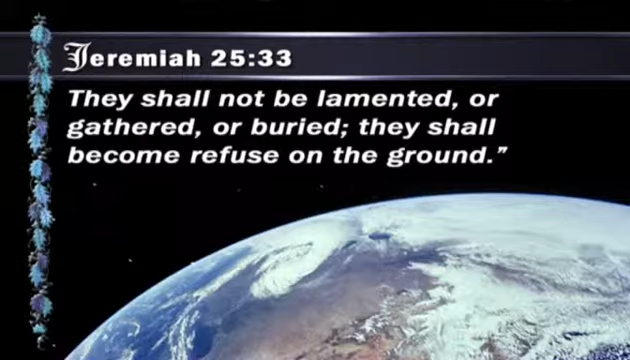 Jeremiah 25:33
They shall not be lamented, or
gathered, or buried; they shall
become refuse on the ground.”